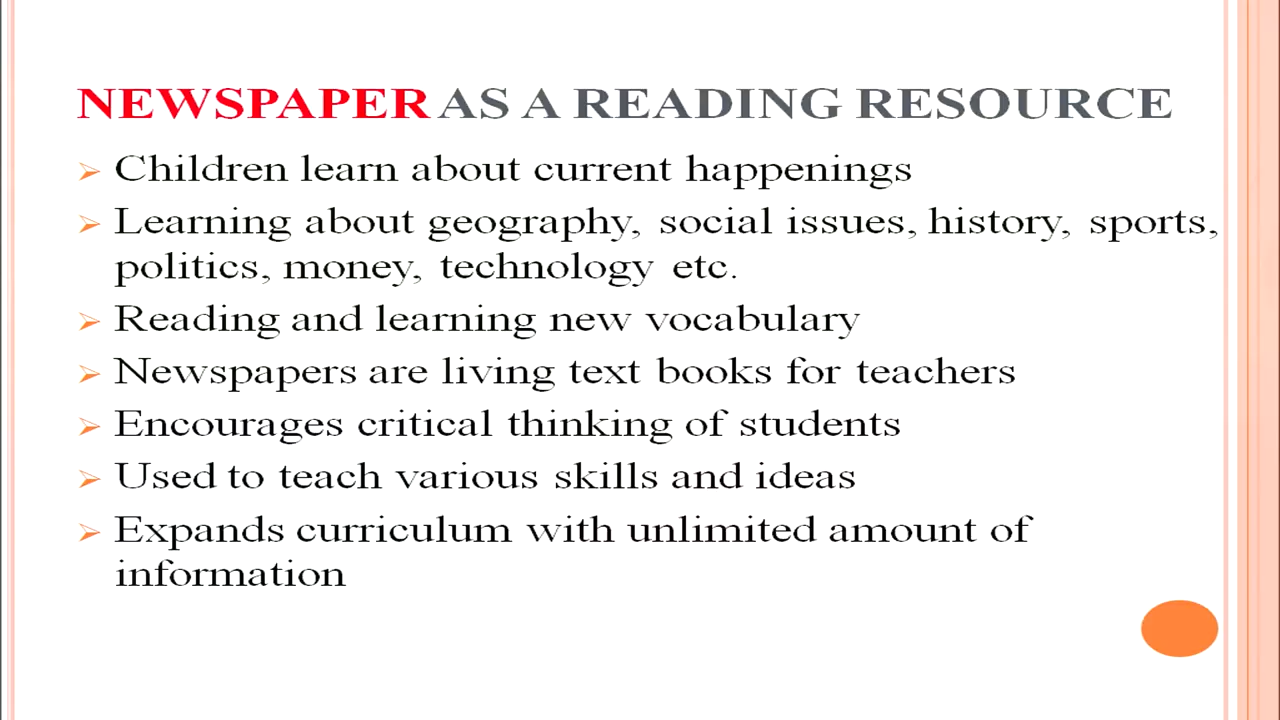 NEWSPAPER AS A READING RESOURCE
Children learn about current happenings
Learning about geography, social issues, history, sports,
politics, money, technology etc.
Reading and learning new vocabulary
Newspapers are living text books for teachers
Encourages critical thinking of students
Used to teach various skills and ideas
Expands curriculum with unlimited amount of
information